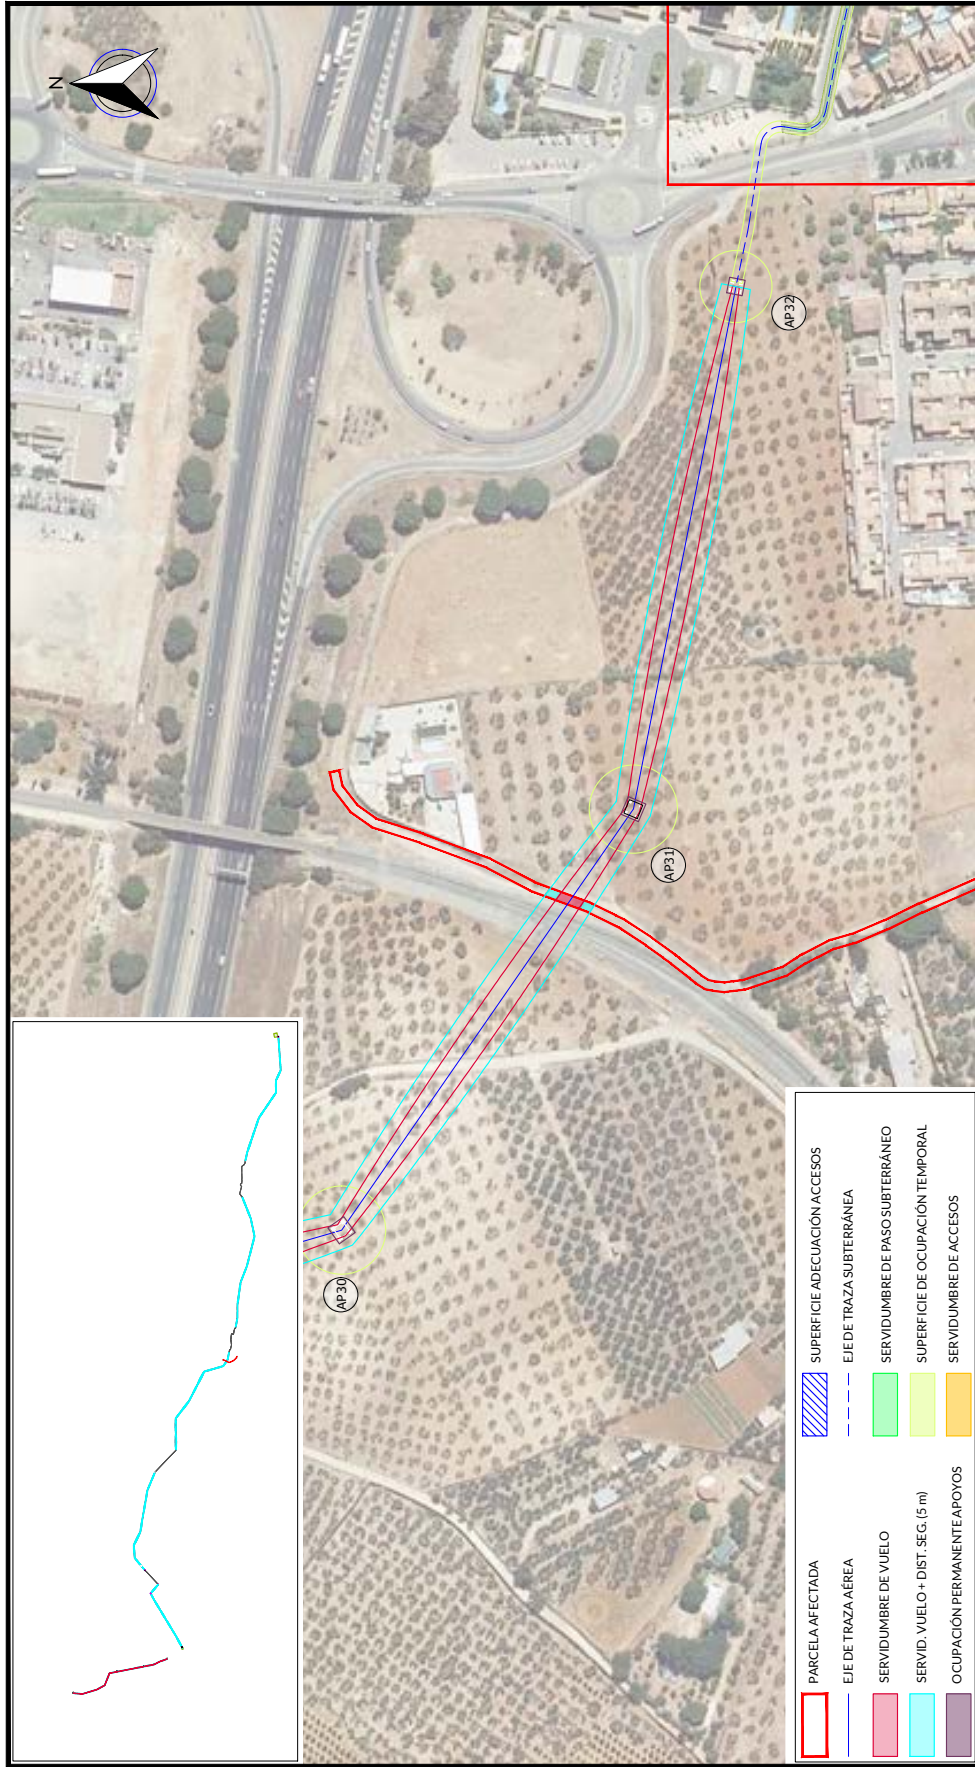 N
AP32
AP31
AP30
PARCELA AFECTADA
EJE DE TRAZA AÉREA
SERVIDUMBRE DE VUELO
SERVID. VUELO + DIST. SEG. (5 m)
OCUPACIÓN PERMANENTE APOYOS
SUPERFICIE ADECUACIÓN ACCESOS
EJE DE TRAZA SUBTERRÁNEA
SERVIDUMBRE DE PASO SUBTERRÁNEO
SUPERFICIE DE OCUPACIÓN TEMPORAL
SERVIDUMBRE DE ACCESOS